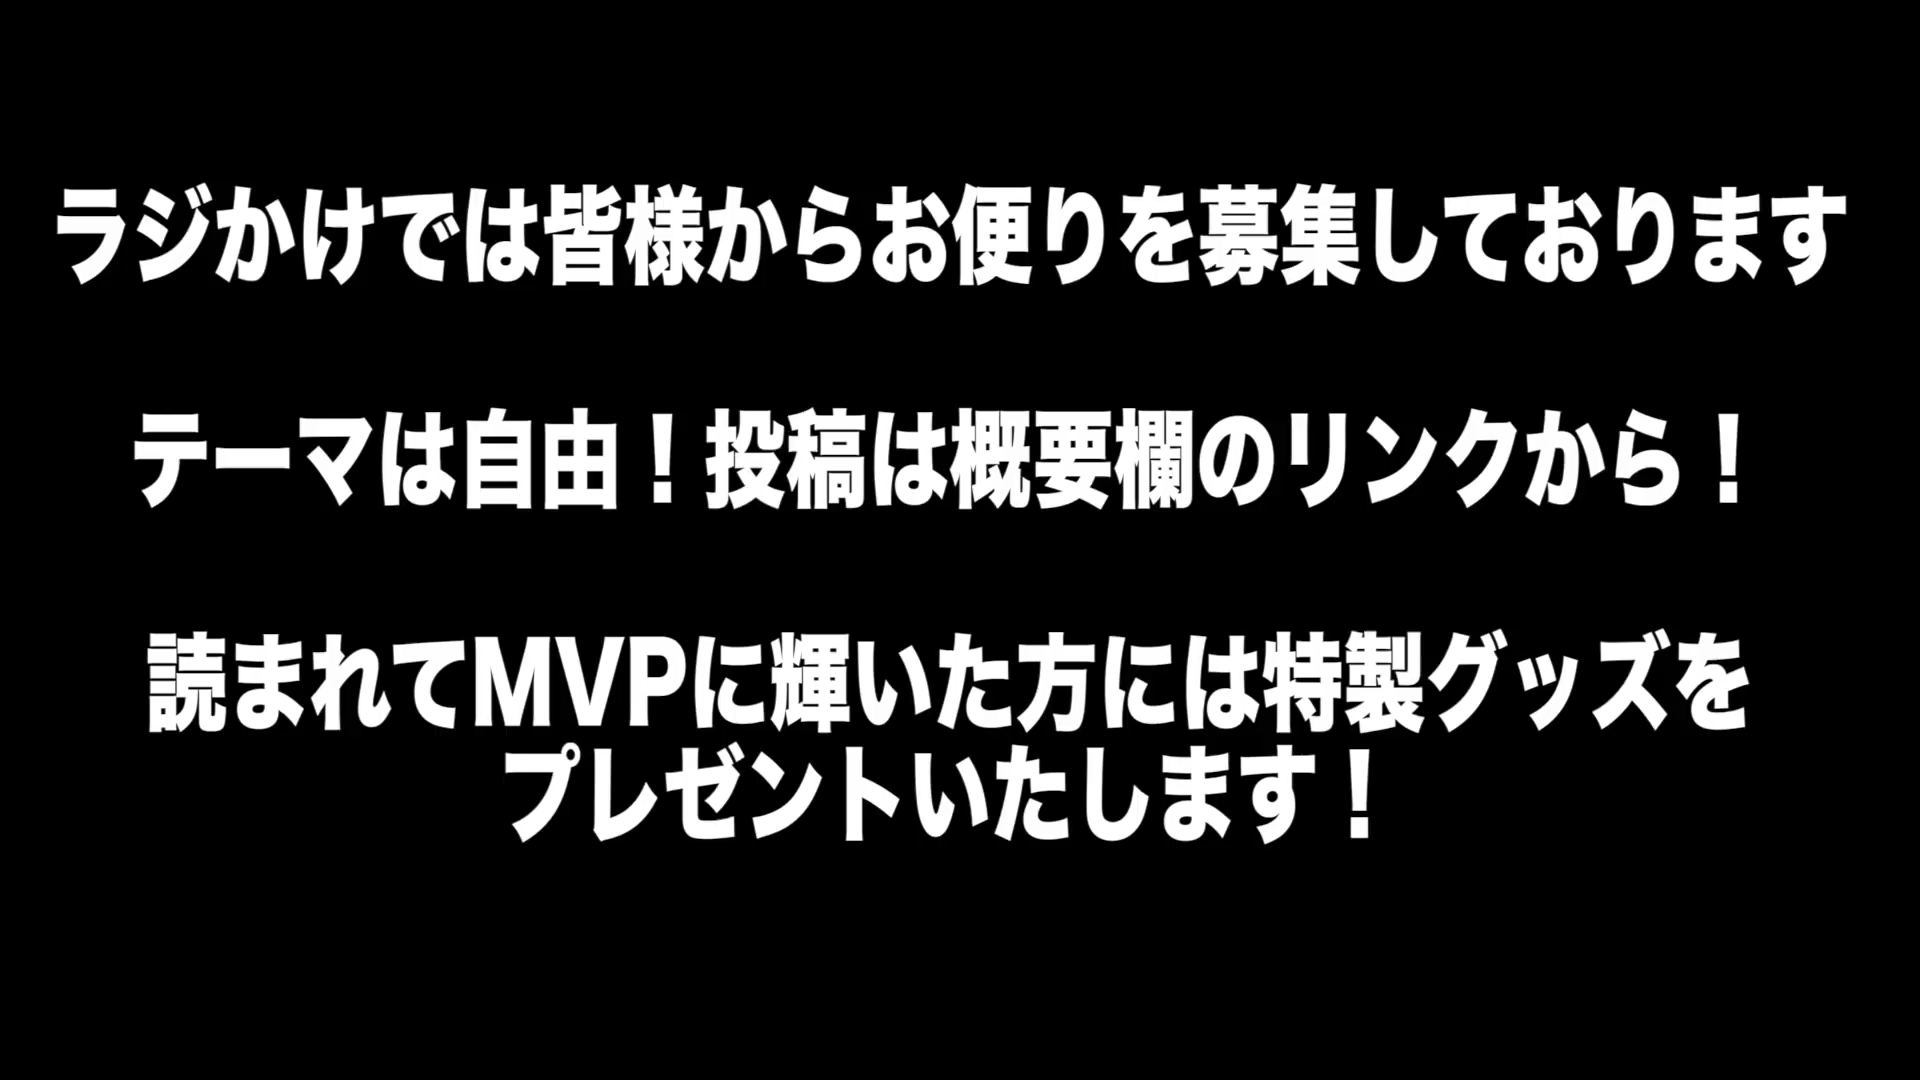 ラジかけでは皆様からお便りを募集しております
テーマは自由！投稿は概要欄のリンクから！
読まれてMVPに輝いた方には特製グッズを
プレゼントいたします！